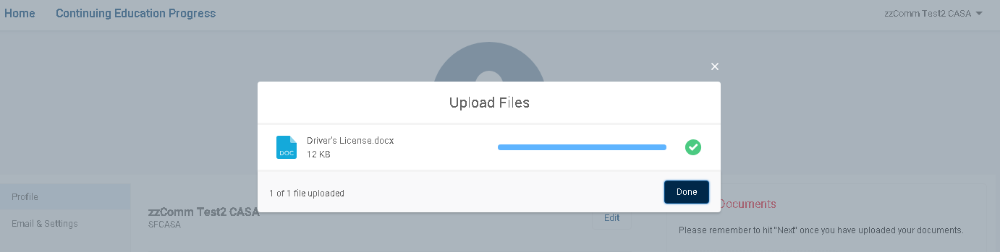 Home Continuing Education Progress zzComm Test2 CASA
Upload Files
Driver's License.docx
DOC
12 KB
1 of 1 file uploaded
Done
Profile
Email & Settings
zzComm Test2 CASA
SFCASA
Edit
Documents
Please remember to hit "Next" once you have uploaded your documents.